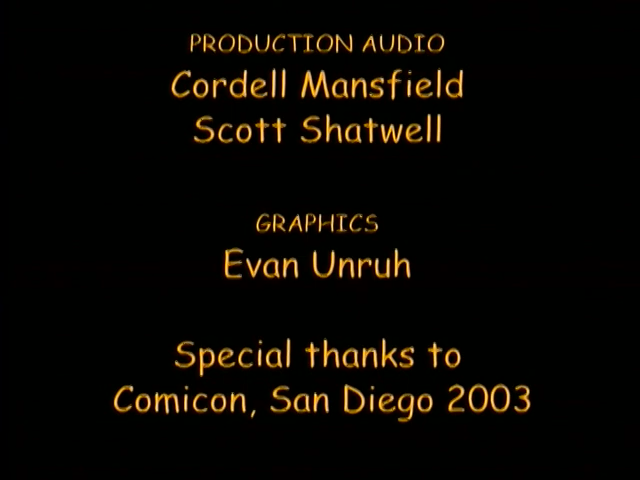 PRODUCTION AUDIO
Cordell Mansfield
Scott Shatwell
GRAPHICS
Evan Unruh
Special thanks to
Comicon, San Diego 2003